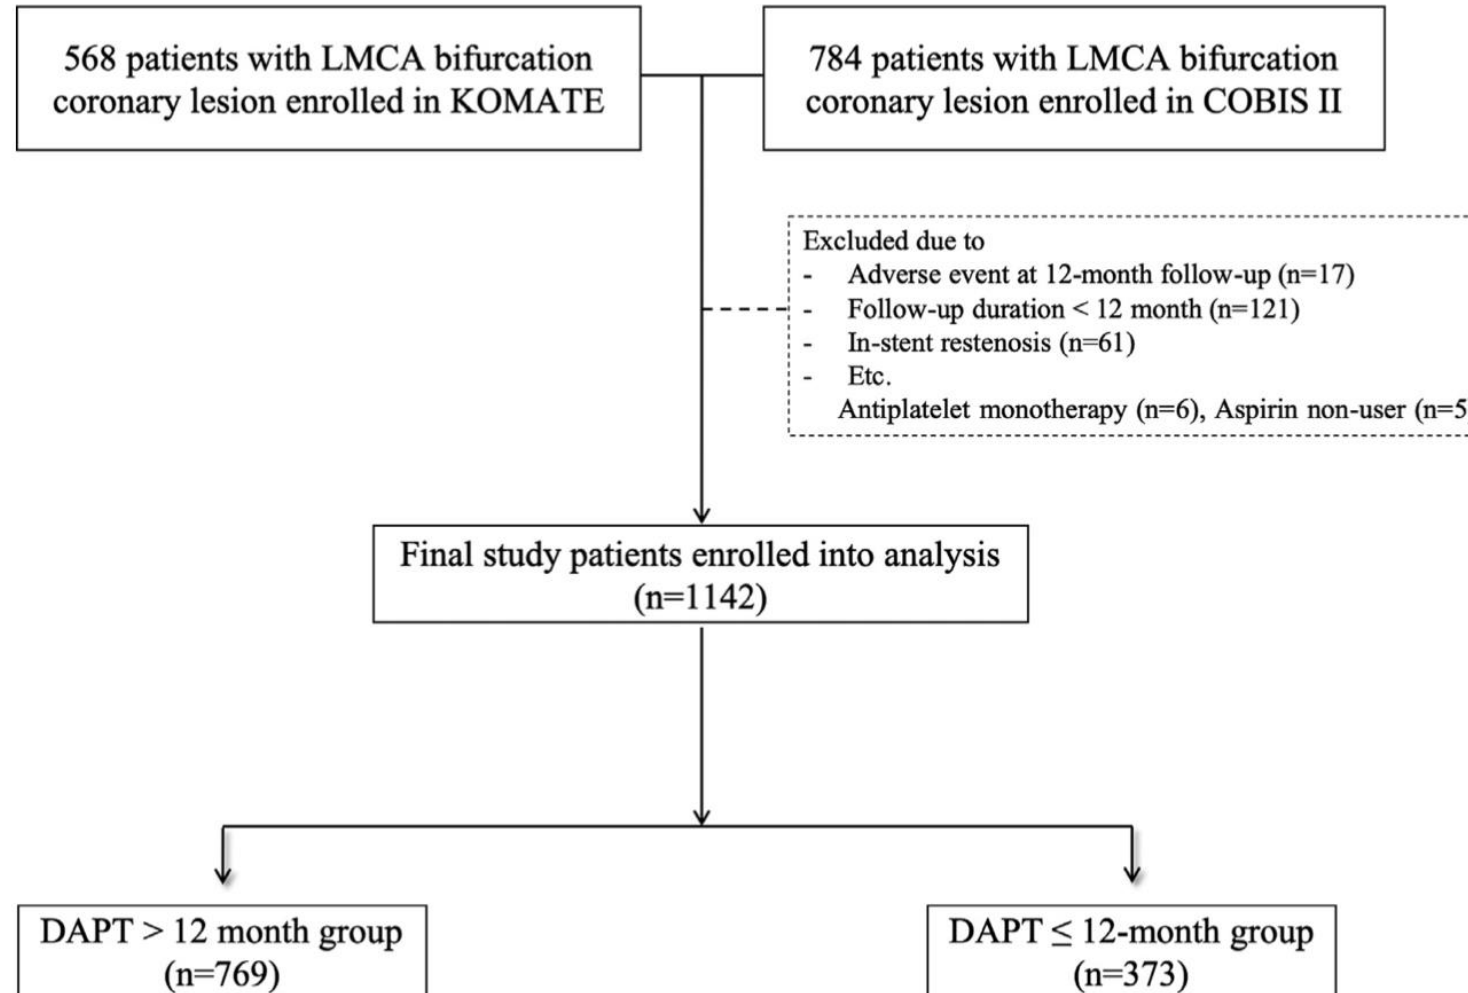 568 patients with LMCA bifurcation
coronary lesion enrolled in KOMATE
784 patients with LMCA bifurcation
coronary lesion enrolled in COBIS II
Excluded due to
- Adverse event at 12-month follow-up (n=17)
- Follow-up duration < 12 month (n=121)
- In-stent restenosis (n=61)
- Etc.
Antiplatelet monotherapy (n=6), Aspirin non-user (n=5
Final study patients enrolled into analysis
(n=1142)
DAPT > 12 month group
(n=769)
DAPT ≤ 12-month group
(n=373)